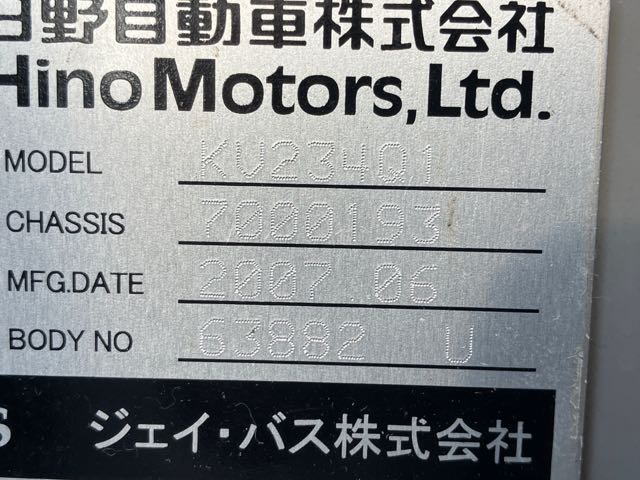 日野自動車株式会社
Hino Motors, Ltd.
MODEL KV234Q1
CHASSIS 7000193
MFG.DATE 2007 06
BODY NO 63882 U
S ジェイ・バス株式会社